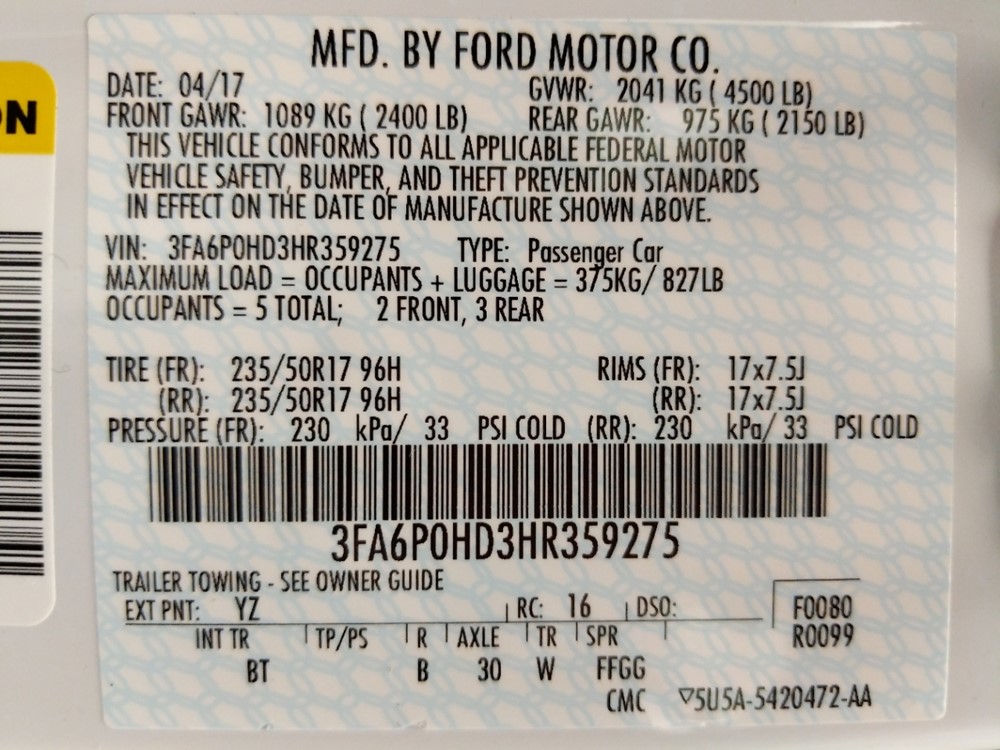 MFD. BY FORD MOTOR CO.
DATE: 04/17 GVWR: 2041 KG ( 4500 LB)
FRONT GAWR: 1089 KG ( 2400 LB) REAR GAWR: 975 KG ( 2150 LB)
THIS VEHICLE CONFORMS TO ALL APPLICABLE FEDERAL MOTOR
VEHICLE SAFETY, BUMPER, AND THEFT PREVENTION STANDARDS
IN EFFECT ON THE DATE OF MANUFACTURE SHOWN ABOVE.
VIN: 3FA6P0HD3HR359275 TYPE: Passenger Car
MAXIMUM LOAD = OCCUPANTS + LUGGAGE = 375KG/ 827LB
OCCUPANTS = 5 TOTAL; 2 FRONT, 3 REAR
TIRE (FR): 235/50R17 96H RIMS (FR): 17x7.5J
(RR): 235/50R17 96H (RR): 17x7.5J
PRESSURE (FR): 230 kPa/ 33 PSI COLD (RR): 230 kPa/ 33 PSI COLD
3FA6P0HD3HR359275
TRAILER TOWING - SEE OWNER GUIDE
EXT PNT: YZ RC: 16 DSO: F0080
INT TR TP/PS R AXLE TR SPR R0099
BT B 30 W FFGG
CMC ▽5U5A-5420472-AA
ON